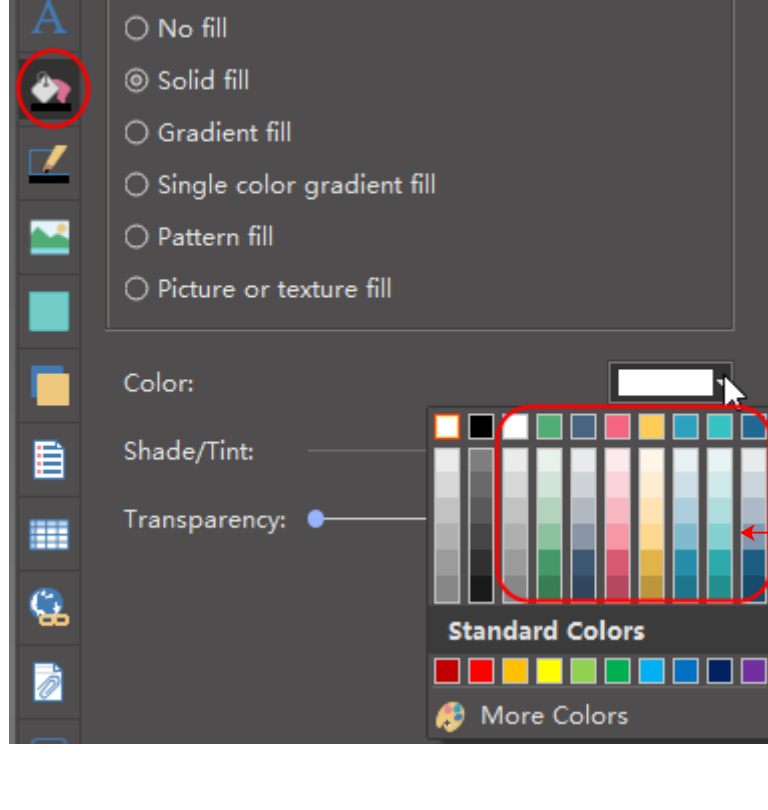 A
No fill
Solid fill
Gradient fill
Single color gradient fill
Pattern fill
Picture or texture fill
Color:
Shade/Tint:
Transparency:
Standard Colors
More Colors